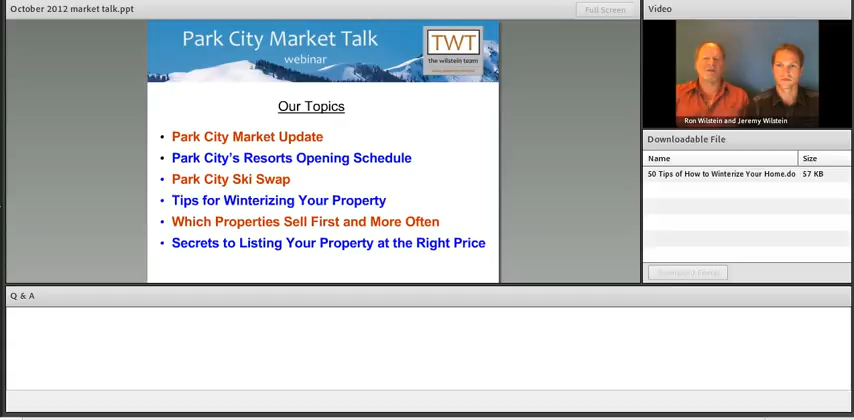 October 2012 market talk.ppt
Full Screen
Video
Park City Market Talk
webinar
TWT
the wilstein team
Our Topics
• Park City Market Update
• Park City's Resorts Opening Schedule
• Park City Ski Swap
• Tips for Winterizing Your Property
• Which Properties Sell First and More Often
• Secrets to Listing Your Property at the Right Price
Ron Wilstein and Jeremy Wilstein
Downloadable File
Name Size
50 Tips of How to Winterize Your Home.do 57 KB
Q & A